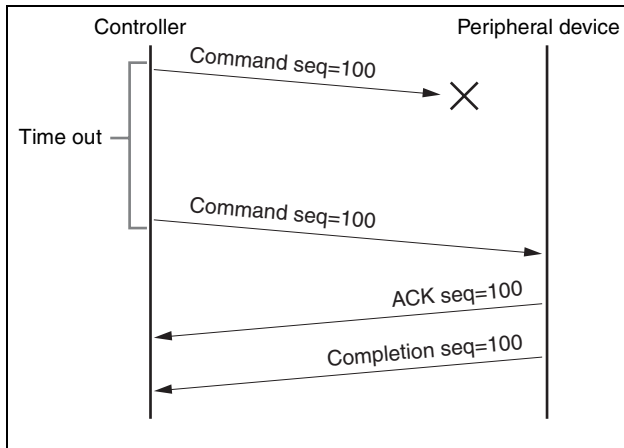 Controller
Peripheral device
Command seq=100
Time out
Command seq=100
ACK seq=100
Completion seq=100